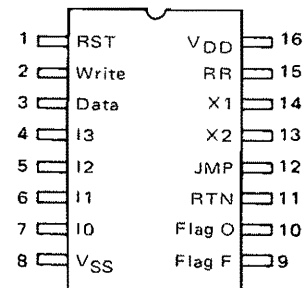 1 RST VDD 16
2 Write RR 15
3 Data X1 14
4 I3 X2 13
5 I2 JMP 12
6 I1 RTN 11
7 I0 Flag O 10
8 VSS Flag F 9